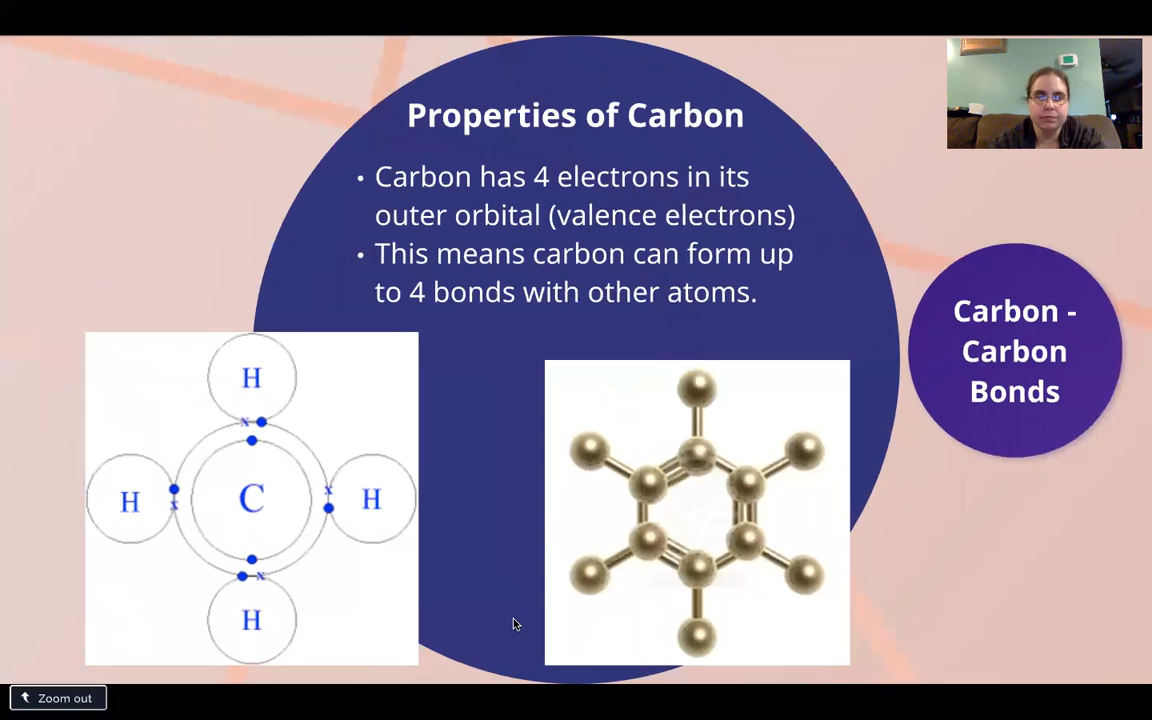 Properties of Carbon
• Carbon has 4 electrons in its
outer orbital (valence electrons)
• This means carbon can form up
to 4 bonds with other atoms.
Carbon -
Carbon
Bonds
H
x
H
x
C
x
H
x
H
Zoom out